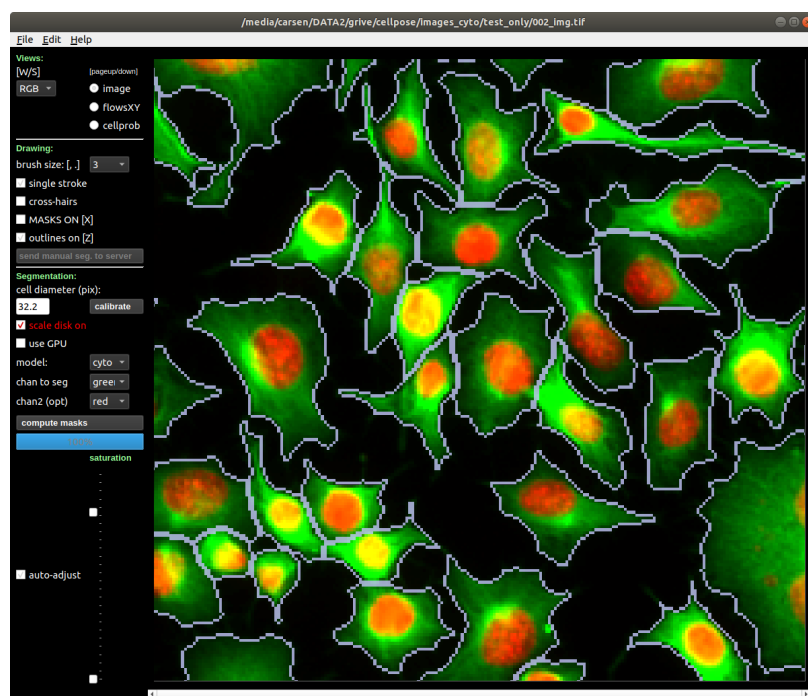 /media/carsen/DATA2/grive/cellpose/images_cyto/test_only/002_img.tif
File Edit Help
Views:
[W/S] [pageup/down]
RGB image
flowsXY
cellprob
Drawing:
brush size: [, .] 3
single stroke
cross-hairs
MASKS ON [X]
outlines on [Z]
send manual seg. to server
Segmentation:
cell diameter (pix):
32.2 calibrate
scale disk on
use GPU
model: cyto
chan to seg gree
chan2 (opt) red
compute masks
saturation
auto-adjust